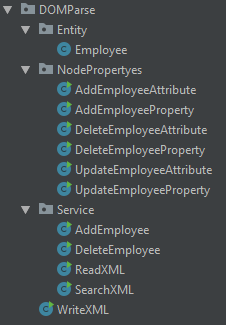 DOMParse
Entity
Employee
NodePropertyes
AddEmployeeAttribute
AddEmployeeProperty
DeleteEmployeeAttribute
DeleteEmployeeProperty
UpdateEmployeeAttribute
UpdateEmployeeProperty
Service
AddEmployee
DeleteEmployee
ReadXML
SearchXML
WriteXML